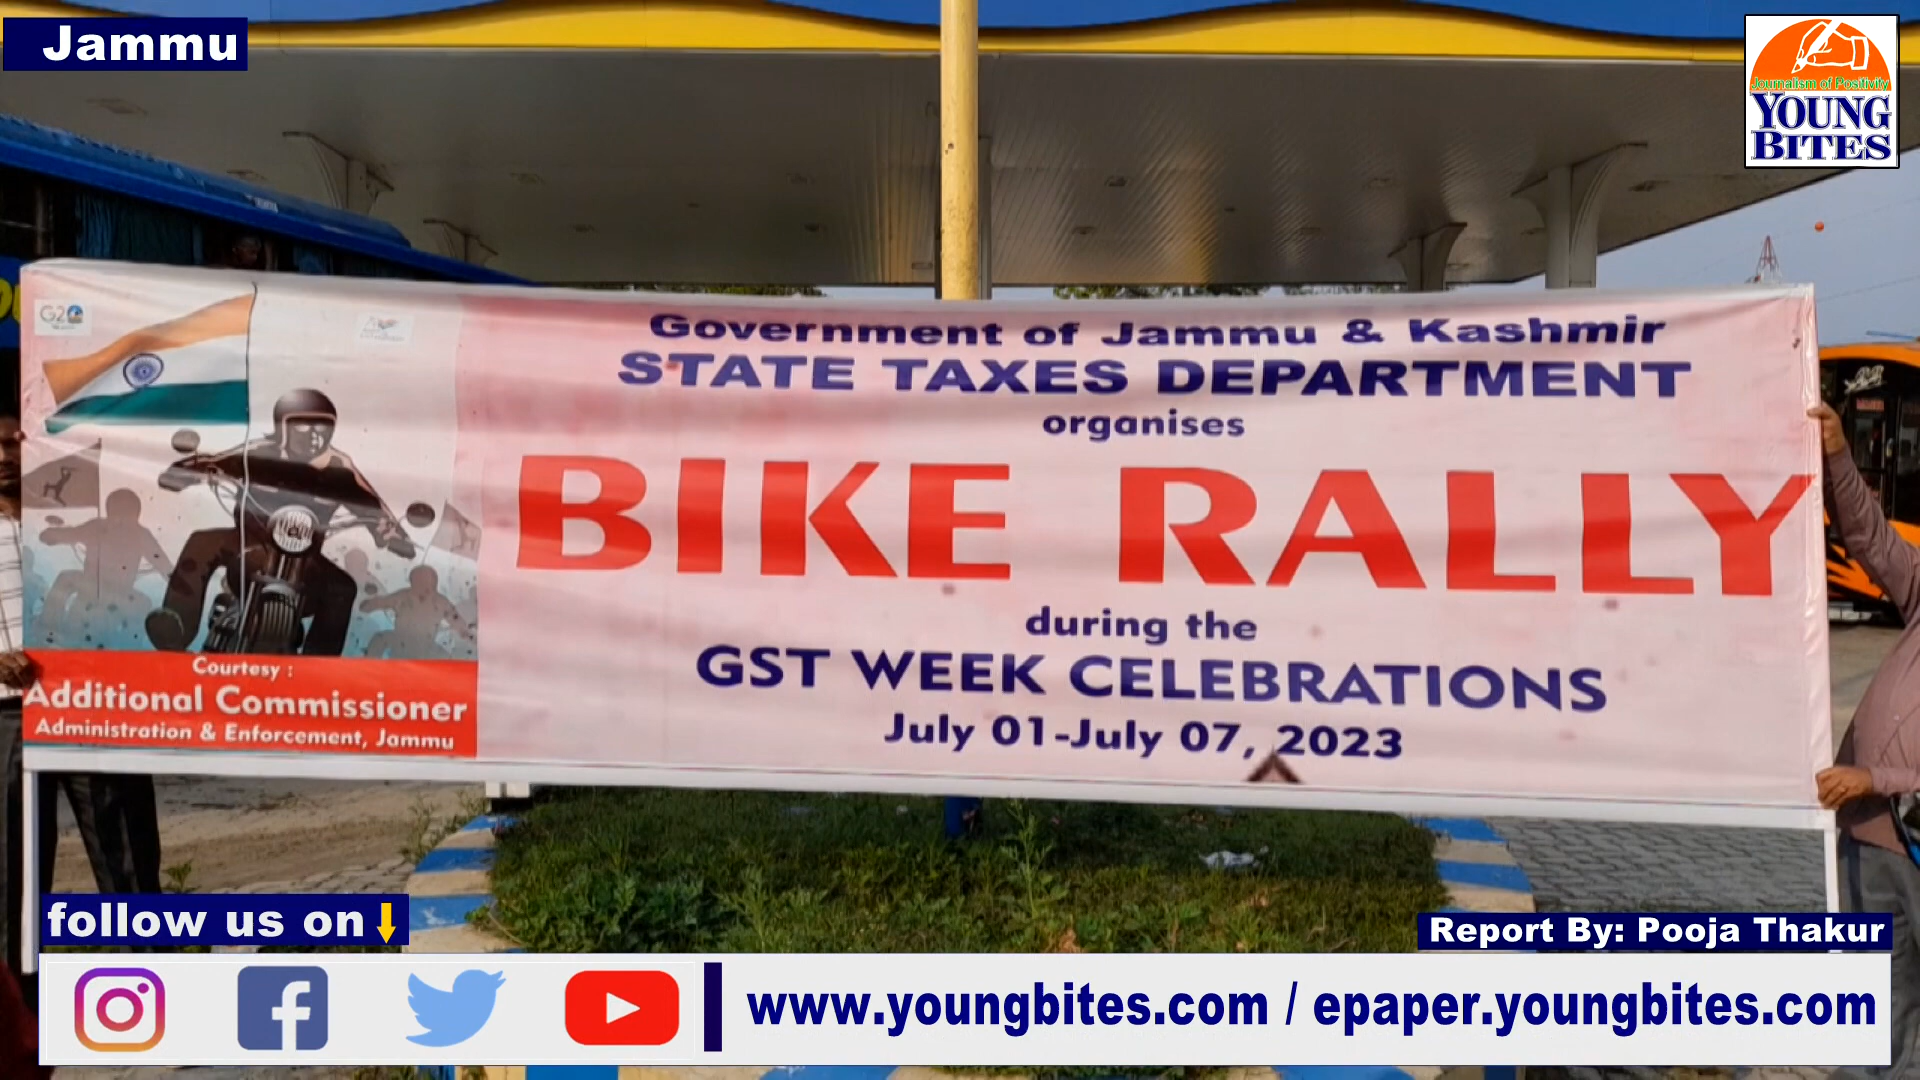 Jammu
Journalism of Positivity
YOUNG
BITES
G20
Government of Jammu & Kashmir
STATE TAXES DEPARTMENT
organises
BIKE RALLY
during the
GST WEEK CELEBRATIONS
July 01-July 07, 2023
Courtesy :
Additional Commissioner
Administration & Enforcement, Jammu
follow us on
Report By: Pooja Thakur
www.youngbites.com / epaper.youngbites.com